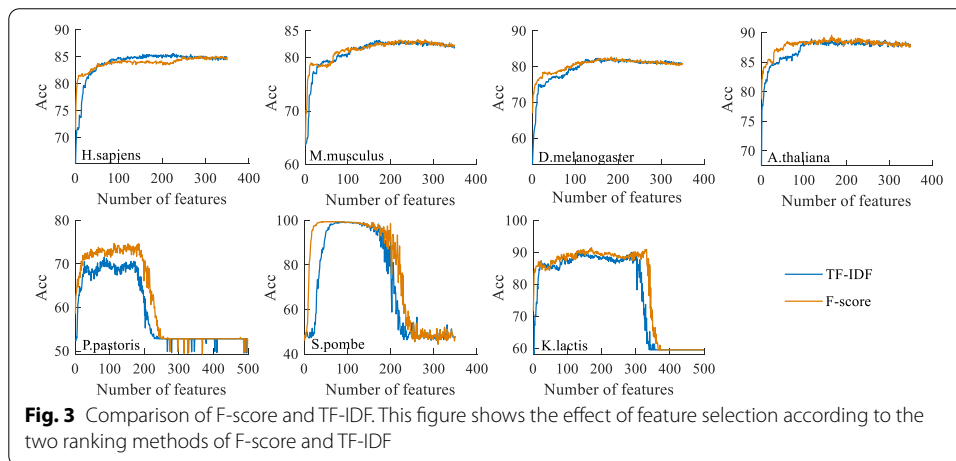 90
85
80
75
70
Acc
H.sapiens
0 100 200 300 400
Number of features
85
80
75
70
60
Acc
M.musculus
0 100 200 300 400
Number of features
90
80
70
60
Acc
D.melanogaster
0 100 200 300 400
Number of features
90
85
80
75
70
Acc
A.thaliana
0 100 200 300 400
Number of features
80
70
60
50
Acc
P.pastoris
0 100 200 300 400 500
Number of features
100
80
60
40
Acc
S.pombe
0 100 200 300 400
Number of features
100
90
80
70
60
Acc
K.lactis
0 100 200 300 400 500
Number of features
TF-IDF
F-score
Fig. 3 Comparison of F-score and TF-IDF. This figure shows the effect of feature selection according to the
two ranking methods of F-score and TF-IDF